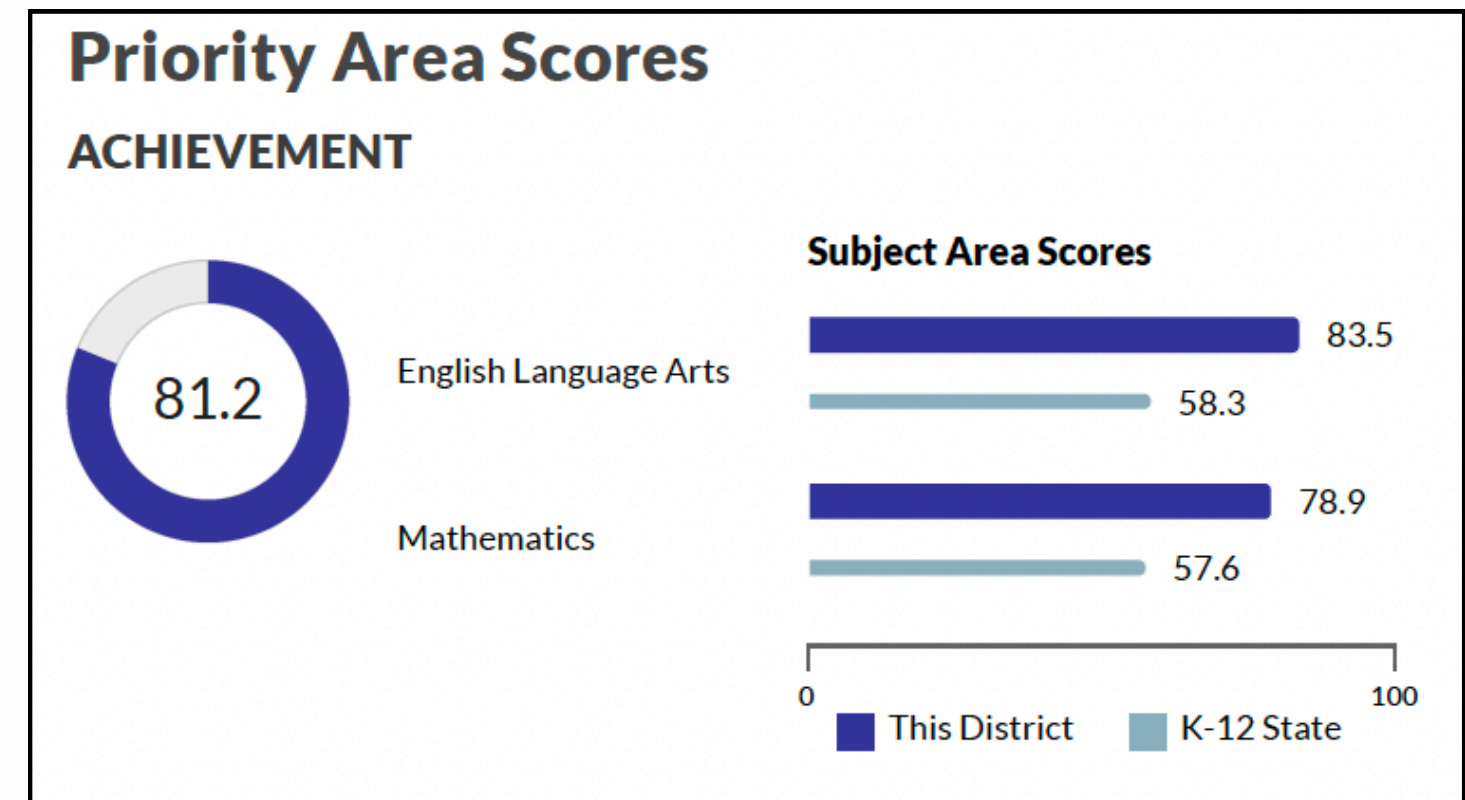 Priority Area Scores
ACHIEVEMENT
Subject Area Scores
81.2
English Language Arts
83.5
58.3
Mathematics
78.9
57.6
0 100
This District K-12 State